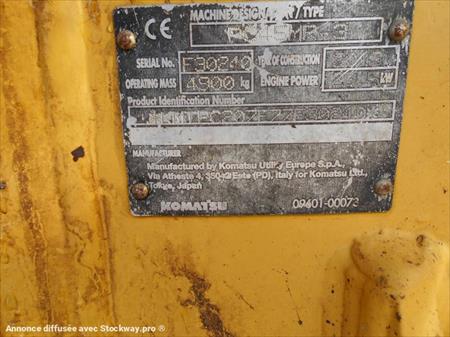 CE MACHINE DESIGNATION / TYPE
SERIAL No. F30240 YEAR OF CONSTRUCTION
OPERATING MASS 4900 kg ENGINE POWER kW
Product Identification Number
MANUFACTURER
Manufactured by Komatsu Utility Europe S.p.A.,
Via Atheste 4, 35042 Este (PD), Italy for Komatsu Ltd.,
Tokyo, Japan
KOMATSU 09401-00073
Annonce diffusée avec Stockway.pro ®